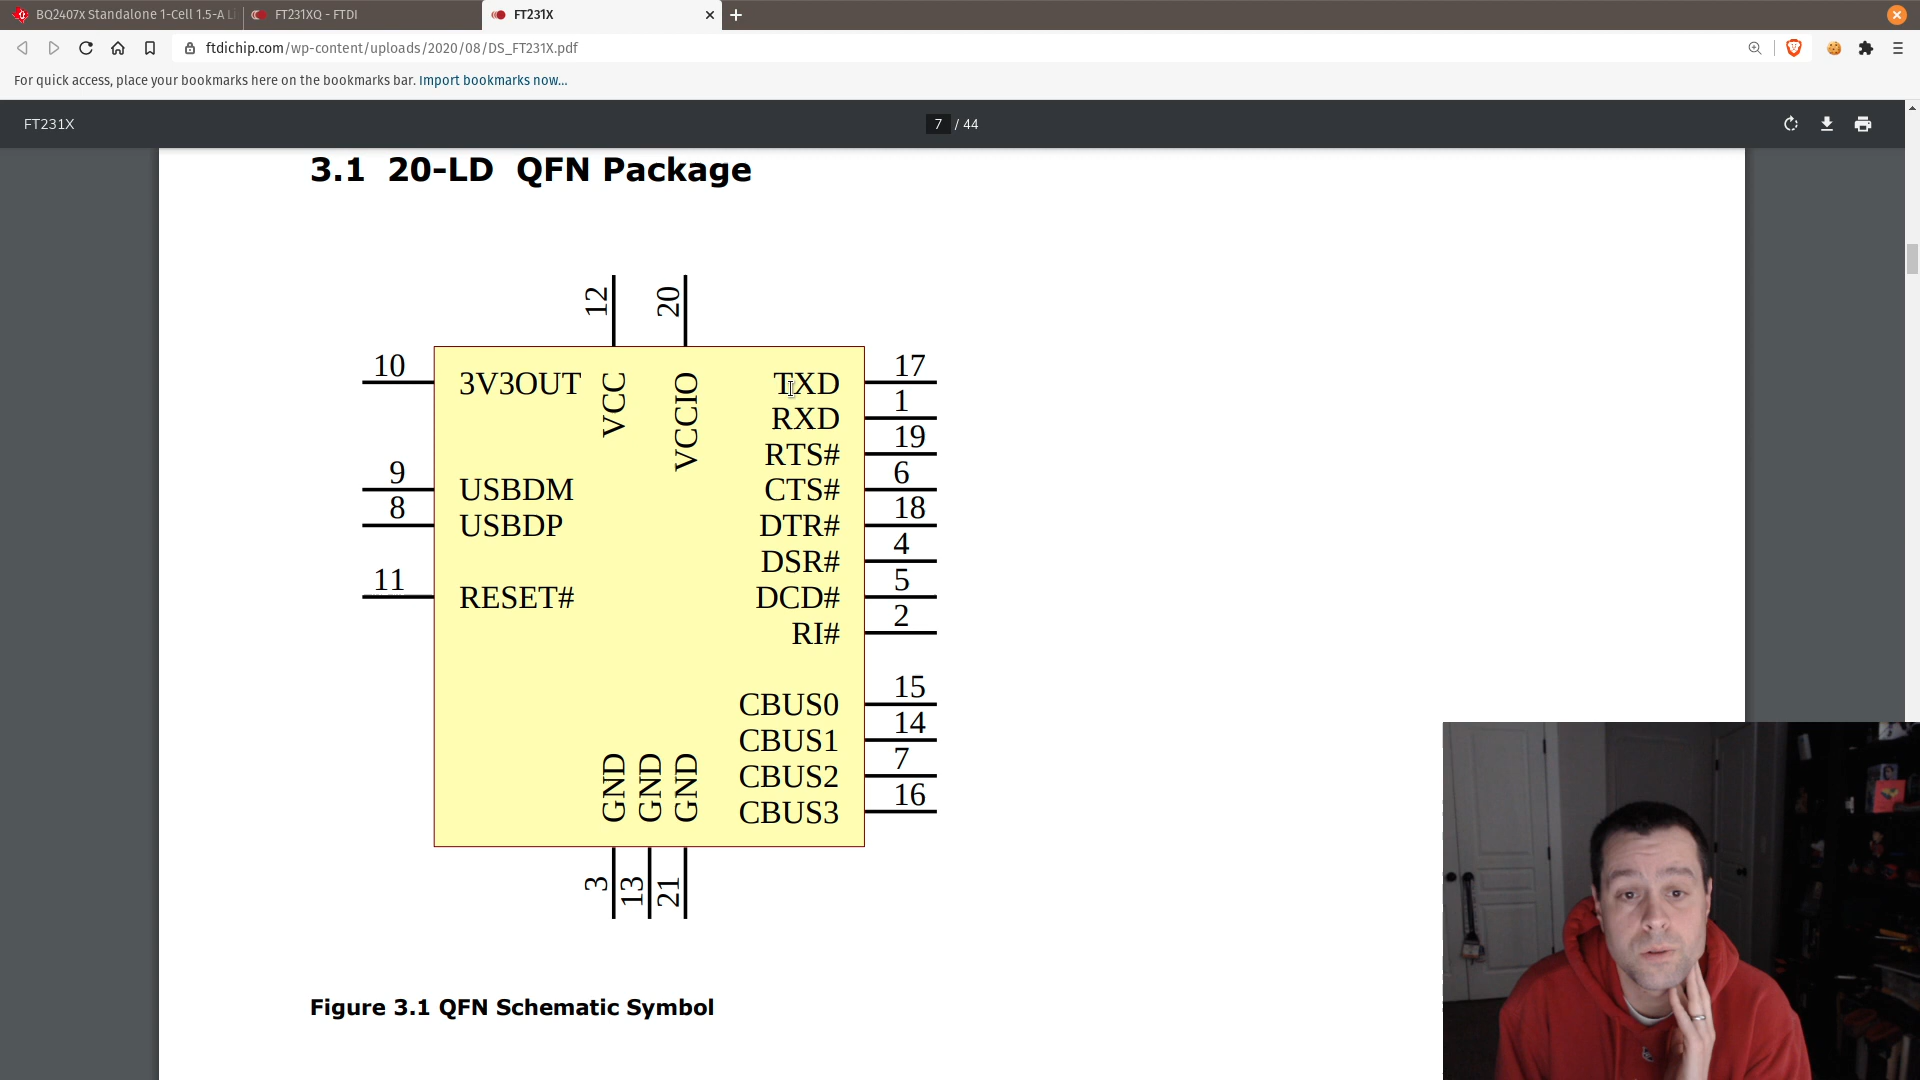 BQ2407x Standalone 1-Cell 1.5-A L
FT231XQ - FTDI
FT231X
ftdichip.com/wp-content/uploads/2020/08/DS_FT231X.pdf
For quick access, place your bookmarks here on the bookmarks bar. Import bookmarks now...
FT231X
7 / 44
3.1 20-LD QFN Package
12
20
10
3V3OUT
VCC
VCCIO
TXD
17
RXD
1
RTS#
19
9
USBDM
CTS#
6
8
USBDP
DTR#
18
DSR#
4
11
RESET#
DCD#
5
RI#
2
CBUS0
15
CBUS1
14
CBUS2
7
CBUS3
16
GND
GND
GND
3
13
21
Figure 3.1 QFN Schematic Symbol